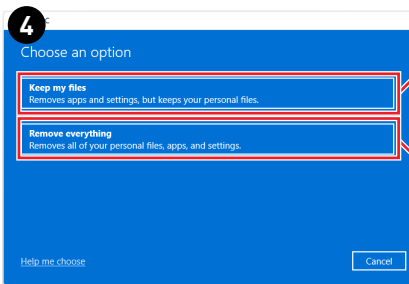 4
Choose an option
Keep my files
Removes apps and settings, but keeps your personal files.
Remove everything
Removes all of your personal files, apps, and settings.
Help me choose
Cancel